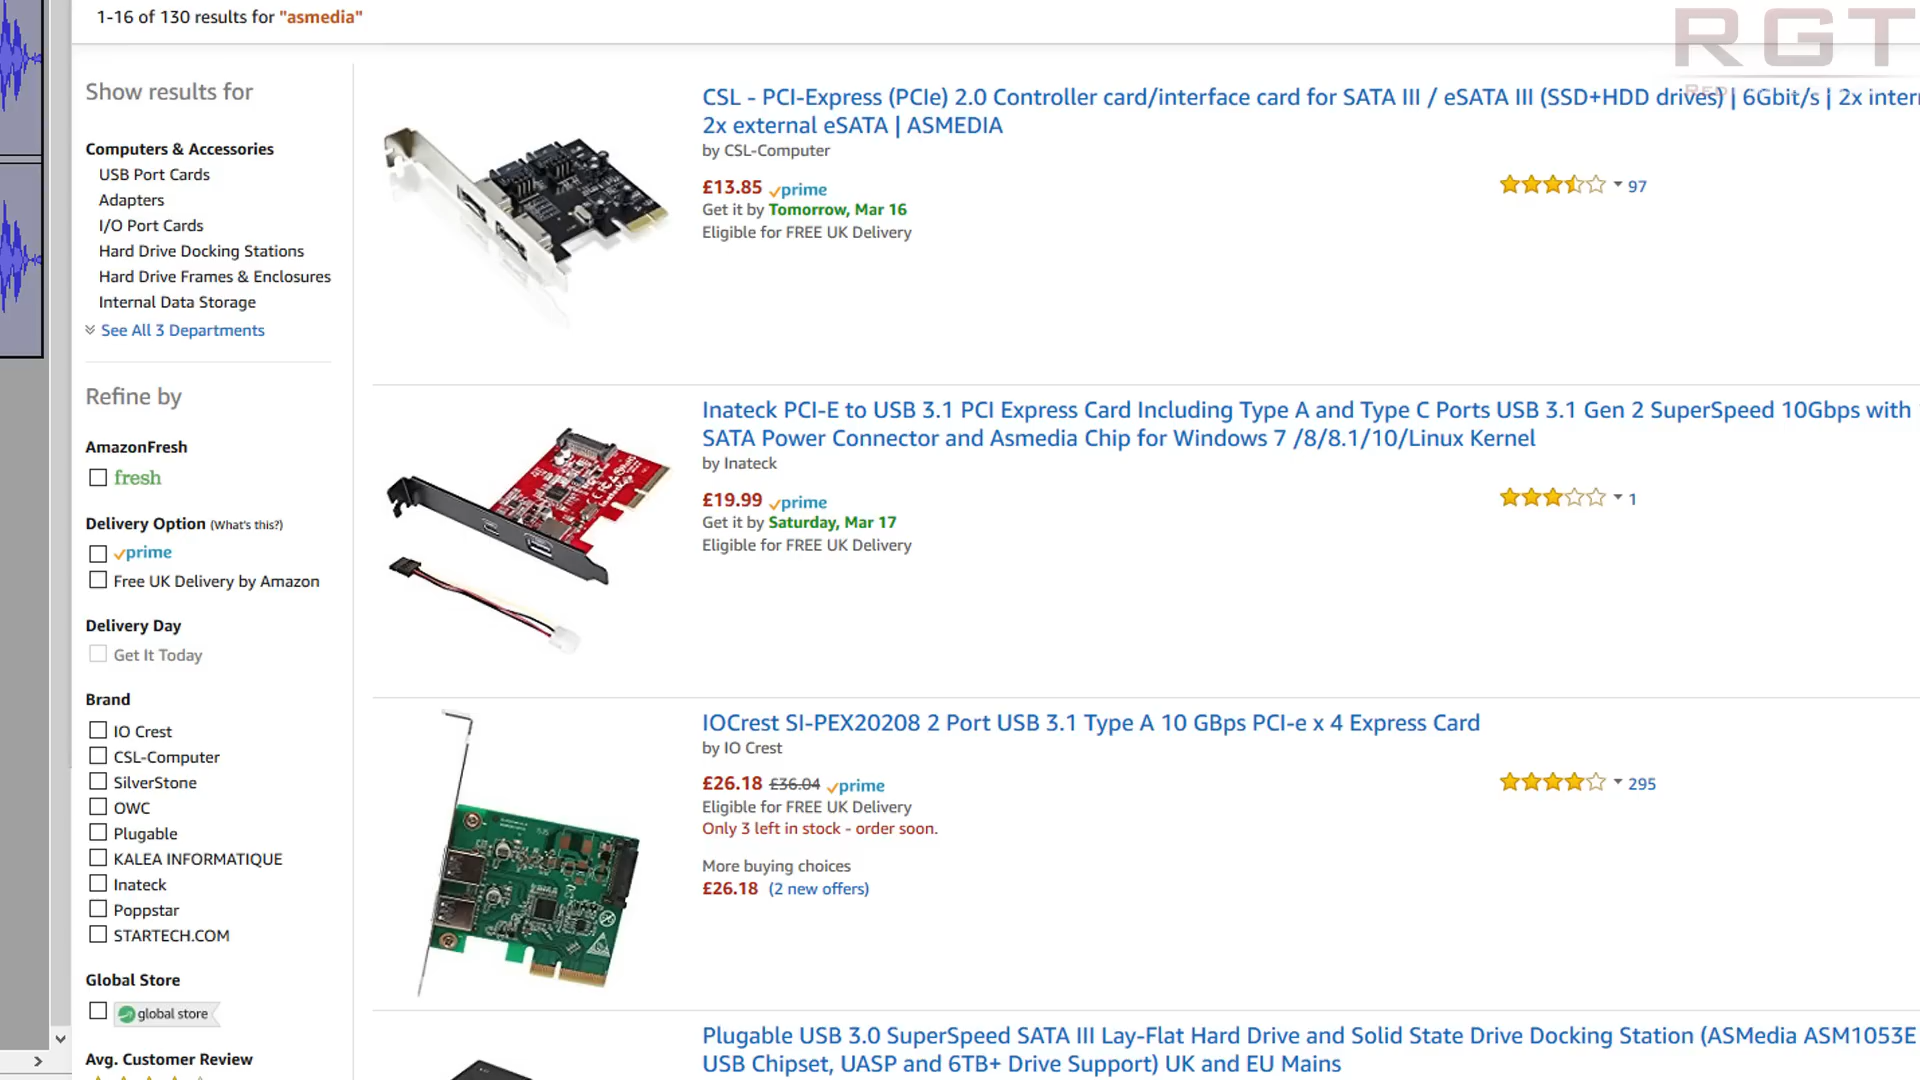 1-16 of 130 results for "asmedia"
RGT
Show results for
Computers & Accessories
USB Port Cards
Adapters
I/O Port Cards
Hard Drive Docking Stations
Hard Drive Frames & Enclosures
Internal Data Storage
See All 3 Departments
Refine by
AmazonFresh
fresh
Delivery Option (What's this?)
prime
Free UK Delivery by Amazon
Delivery Day
Get It Today
Brand
IO Crest
CSL-Computer
SilverStone
OWC
Plugable
KALEA INFORMATIQUE
Inateck
Poppstar
STARTECH.COM
Global Store
global store
Avg. Customer Review
CSL - PCI-Express (PCIe) 2.0 Controller card/interface card for SATA III / eSATA III (SSD+HDD drives) | 6Gbit/s | 2x inter
2x external eSATA | ASMEDIA
by CSL-Computer
£13.85 prime
97
Get it by Tomorrow, Mar 16
Eligible for FREE UK Delivery
Inateck PCI-E to USB 3.1 PCI Express Card Including Type A and Type C Ports USB 3.1 Gen 2 SuperSpeed 10Gbps with
SATA Power Connector and Asmedia Chip for Windows 7 /8/8.1/10/Linux Kernel
by Inateck
£19.99 prime
1
Get it by Saturday, Mar 17
Eligible for FREE UK Delivery
IOCrest SI-PEX20208 2 Port USB 3.1 Type A 10 GBps PCI-e x 4 Express Card
by IO Crest
£26.18 £36.04 prime
295
Eligible for FREE UK Delivery
Only 3 left in stock - order soon.
More buying choices
£26.18 (2 new offers)
Plugable USB 3.0 SuperSpeed SATA III Lay-Flat Hard Drive and Solid State Drive Docking Station (ASMedia ASM1053E
USB Chipset, UASP and 6TB+ Drive Support) UK and EU Mains